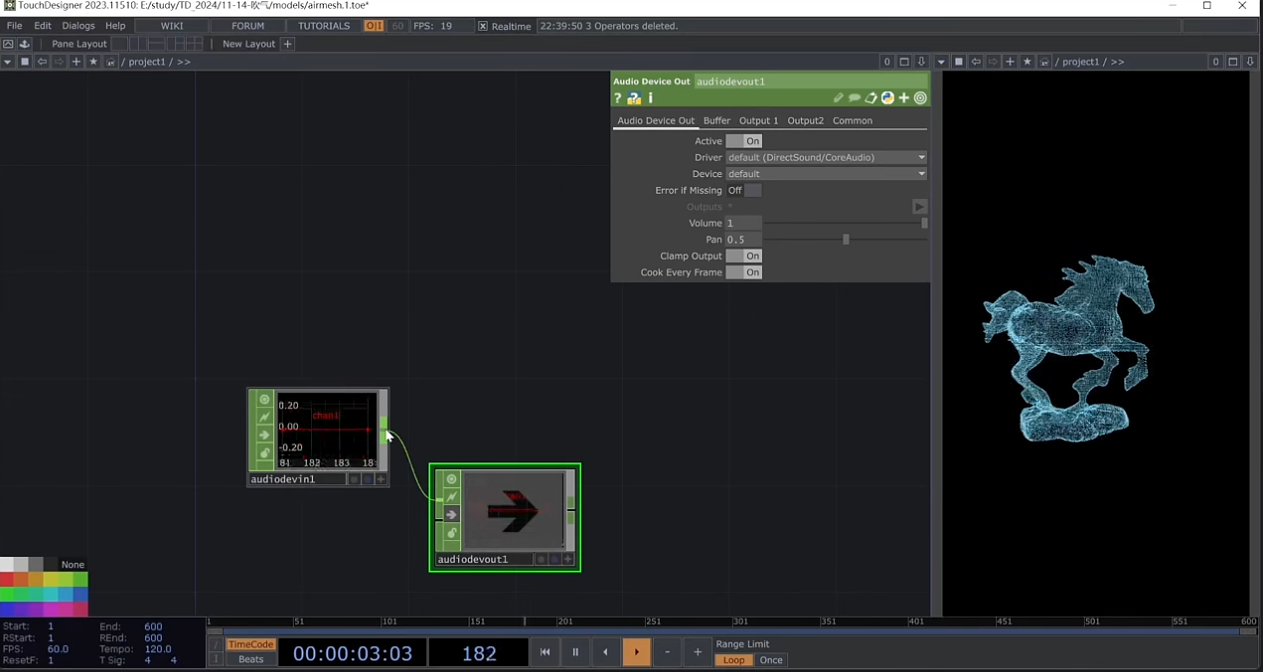 TouchDesigner 2023.11510: E:/study/TD_2024/11-14-吹气/models/airmesh.1.toe*
File Edit Dialogs Help WIKI FORUM TUTORIALS O|I 60 FPS: 19 Realtime 22:39:50 3 Operators deleted.
Pane Layout New Layout +
/ project1 / >> 0 / project1 / >> 0
Audio Device Out audiodevout1
? i
Audio Device Out Buffer Output 1 Output2 Common
Active On
Driver default (DirectSound/CoreAudio)
Device default
Error if Missing Off
Outputs
Volume 1
Pan 0.5
Clamp Output On
Cook Every Frame On
0.20
chan1
0.00
-0.20
181 182 183 18
audiodevin1
audiodevout1
None
1 51 101 151 201 251 301 351 401 451 501 551 600
Start: 1 End: 600
RStart: 1 REnd: 600
FPS: 60.0 Tempo: 120.0
ResetF: 1 T Sig: 4 4
TimeCode
Beats
00:00:03:03 182
- +
Range Limit
Loop Once